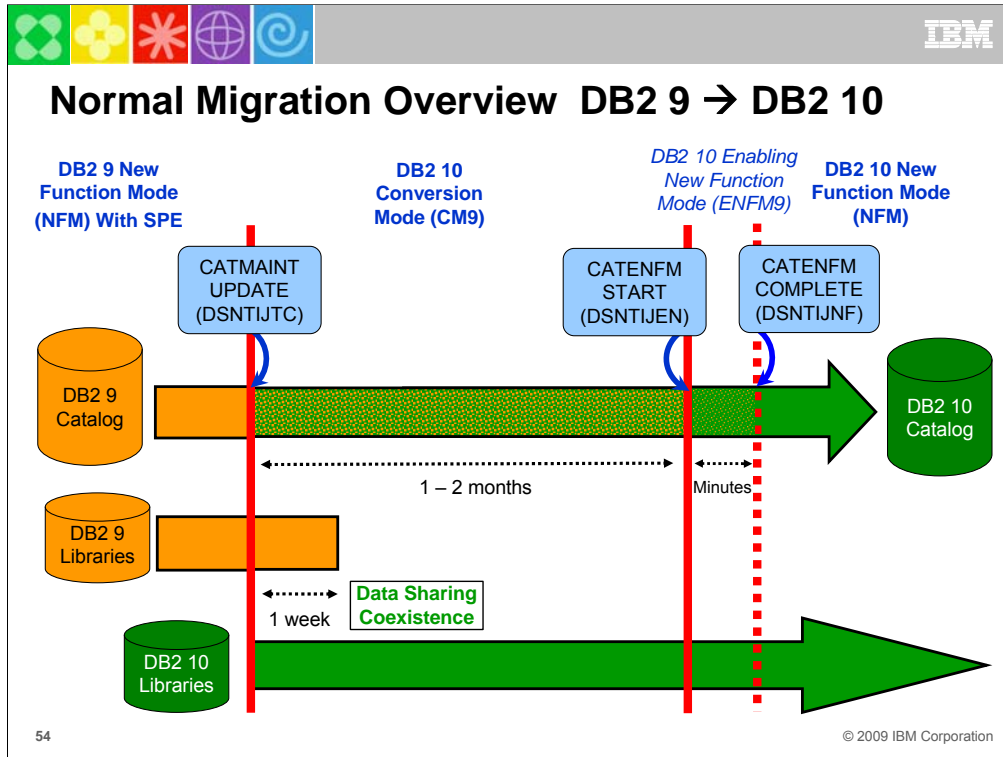 IBM
Normal Migration Overview DB2 9 → DB2 10
DB2 9 New
Function Mode
(NFM) With SPE
DB2 10
Conversion
Mode (CM9)
DB2 10 Enabling
New Function
Mode (ENFM9)
DB2 10 New
Function Mode
(NFM)
CATMAINT
UPDATE
(DSNTIJTC)
CATENFM
START
(DSNTIJEN)
CATENFM
COMPLETE
(DSNTIJNF)
DB2 9
Catalog
DB2 10
Catalog
1 – 2 months
Minutes
DB2 9
Libraries
1 week
Data Sharing
Coexistence
DB2 10
Libraries
54
© 2009 IBM Corporation